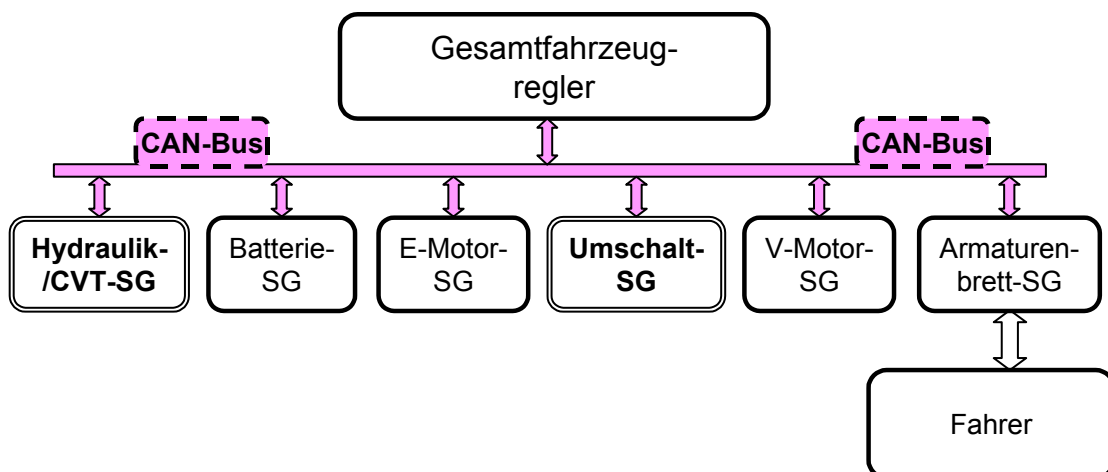 Gesamtfahrzeug-
regler
CAN-Bus
CAN-Bus
Hydraulik-
/CVT-SG
Batterie-
SG
E-Motor-
SG
Umschalt-
SG
V-Motor-
SG
Armaturen-
brett-SG
Fahrer